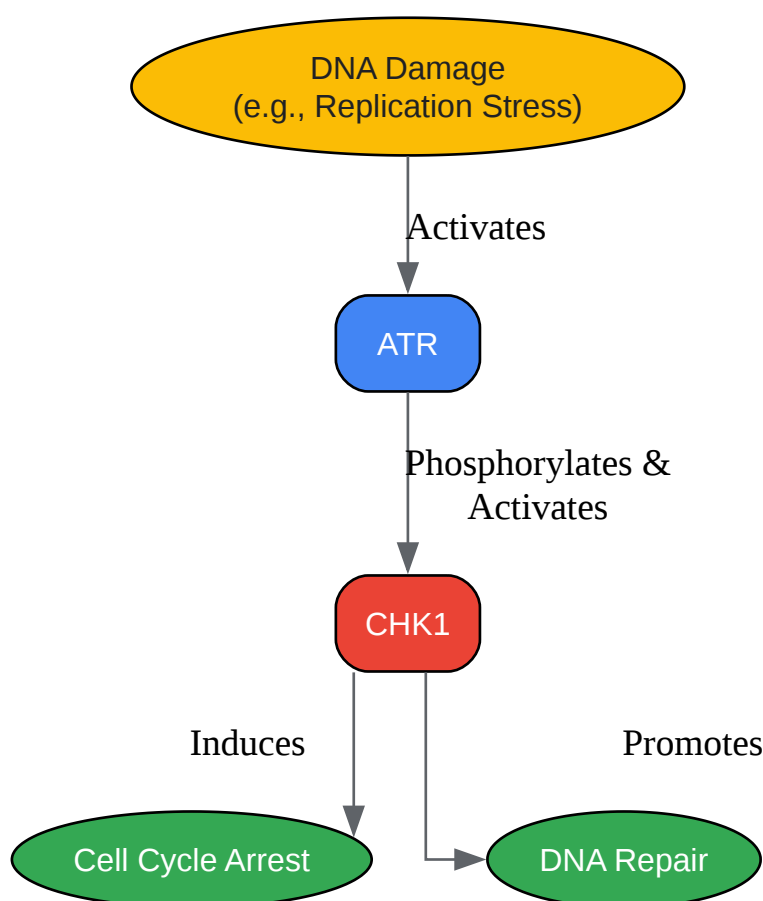 DNA Damage
(e.g., Replication Stress)
Activates
ATR
Phosphorylates &
Activates
CHK1
Induces
Promotes
Cell Cycle Arrest
DNA Repair